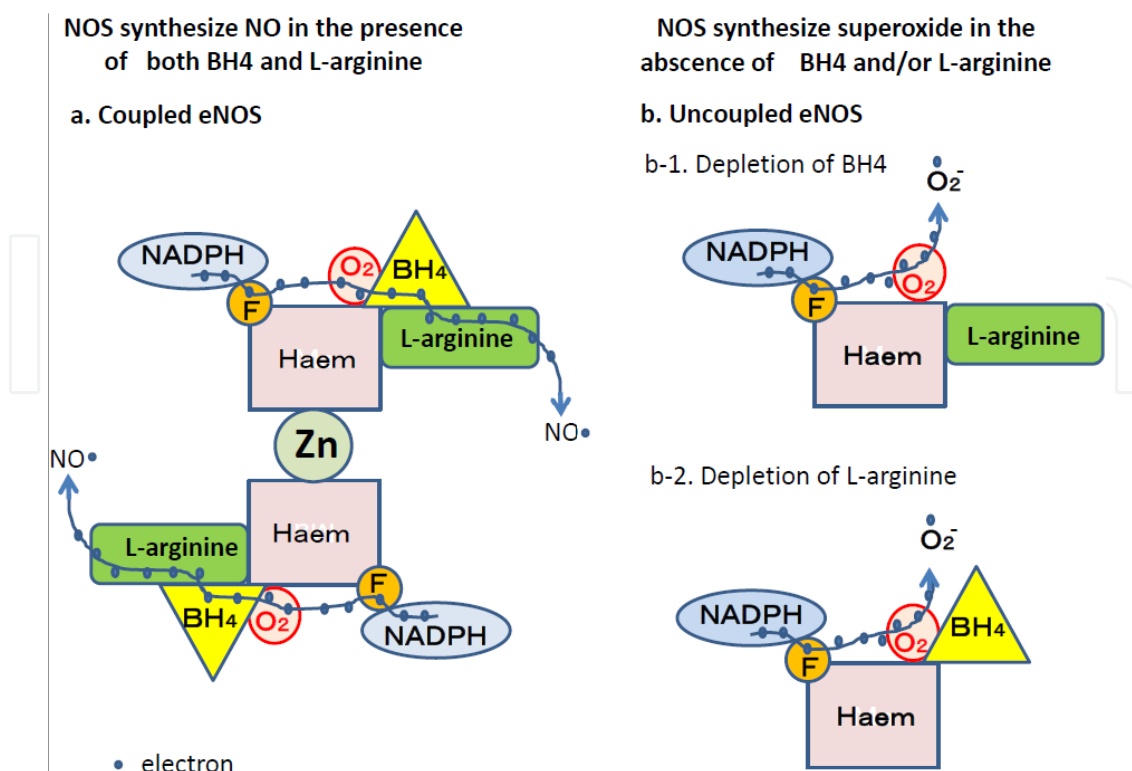 NOS synthesize NO in the presence
of both BH4 and L-arginine
a. Coupled eNOS
NADPH
F
O2
BH4
L-arginine
Haem
NO•
Zn
NO•
Haem
L-arginine
BH4
O2
F
NADPH
• electron
NOS synthesize superoxide in the
abscence of BH4 and/or L-arginine
b. Uncoupled eNOS
b-1. Depletion of BH4
O2-
NADPH
F
O2
Haem
L-arginine
b-2. Depletion of L-arginine
O2-
NADPH
F
O2
BH4
Haem